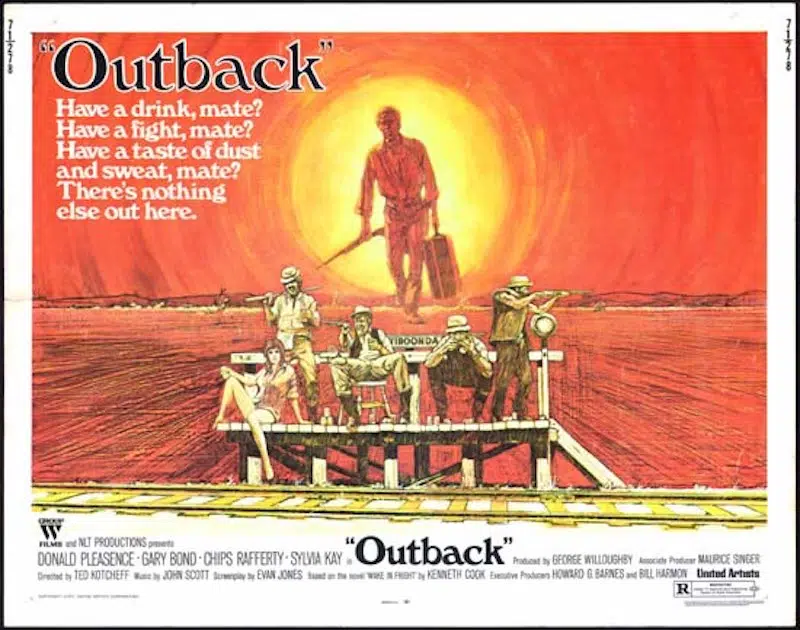 71/278
71/278
"Outback"
Have a drink, mate?
Have a fight, mate?
Have a taste of dust
and sweat, mate?
There's nothing
else out here.
TIBOONDA
GROUP
W
FILMS and NLT PRODUCTIONS presents
DONALD PLEASENCE · GARY BOND · CHIPS RAFFERTY · SYLVIA KAY in "Outback" Produced by GEORGE WILLOUGHBY Associate Producer MAURICE SINGER
Directed by TED KOTCHEFF Music by JOHN SCOTT Screenplay by EVAN JONES based on the novel "WAKE IN FRIGHT" by KENNETH COOK Executive Producers HOWARD G. BARNES and BILL HARMON United Artists
R RESTRICTED